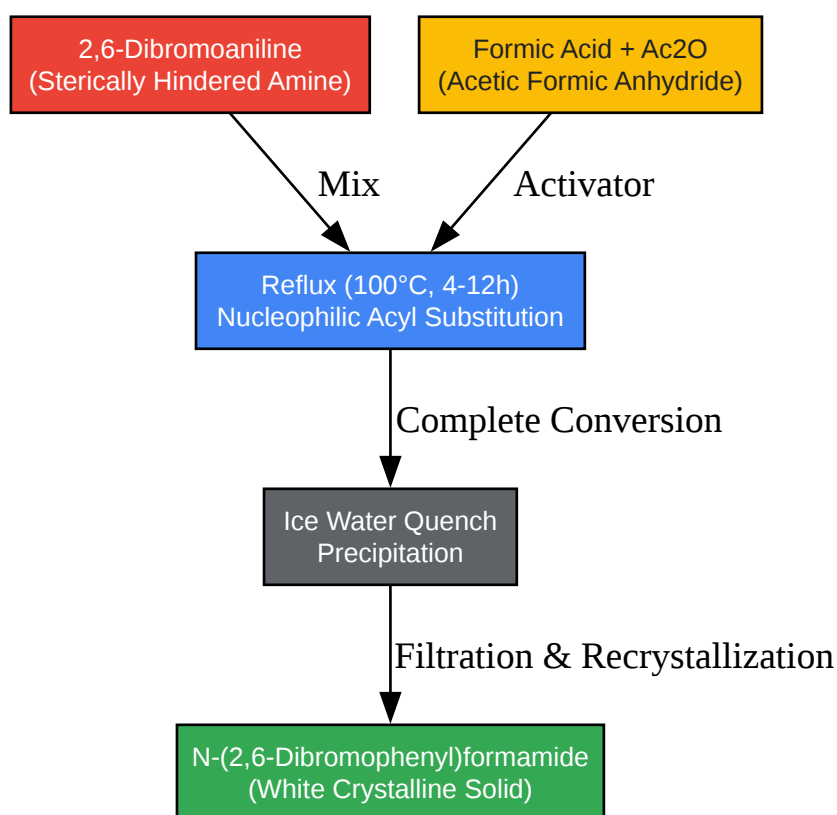 2,6-Dibromoaniline
(Sterically Hindered Amine)
Formic Acid + Ac2O
(Acetic Formic Anhydride)
Mix
Activator
Reflux (100°C, 4-12h)
Nucleophilic Acyl Substitution
Complete Conversion
Ice Water Quench
Precipitation
Filtration & Recrystallization
N-(2,6-Dibromophenyl)formamide
(White Crystalline Solid)